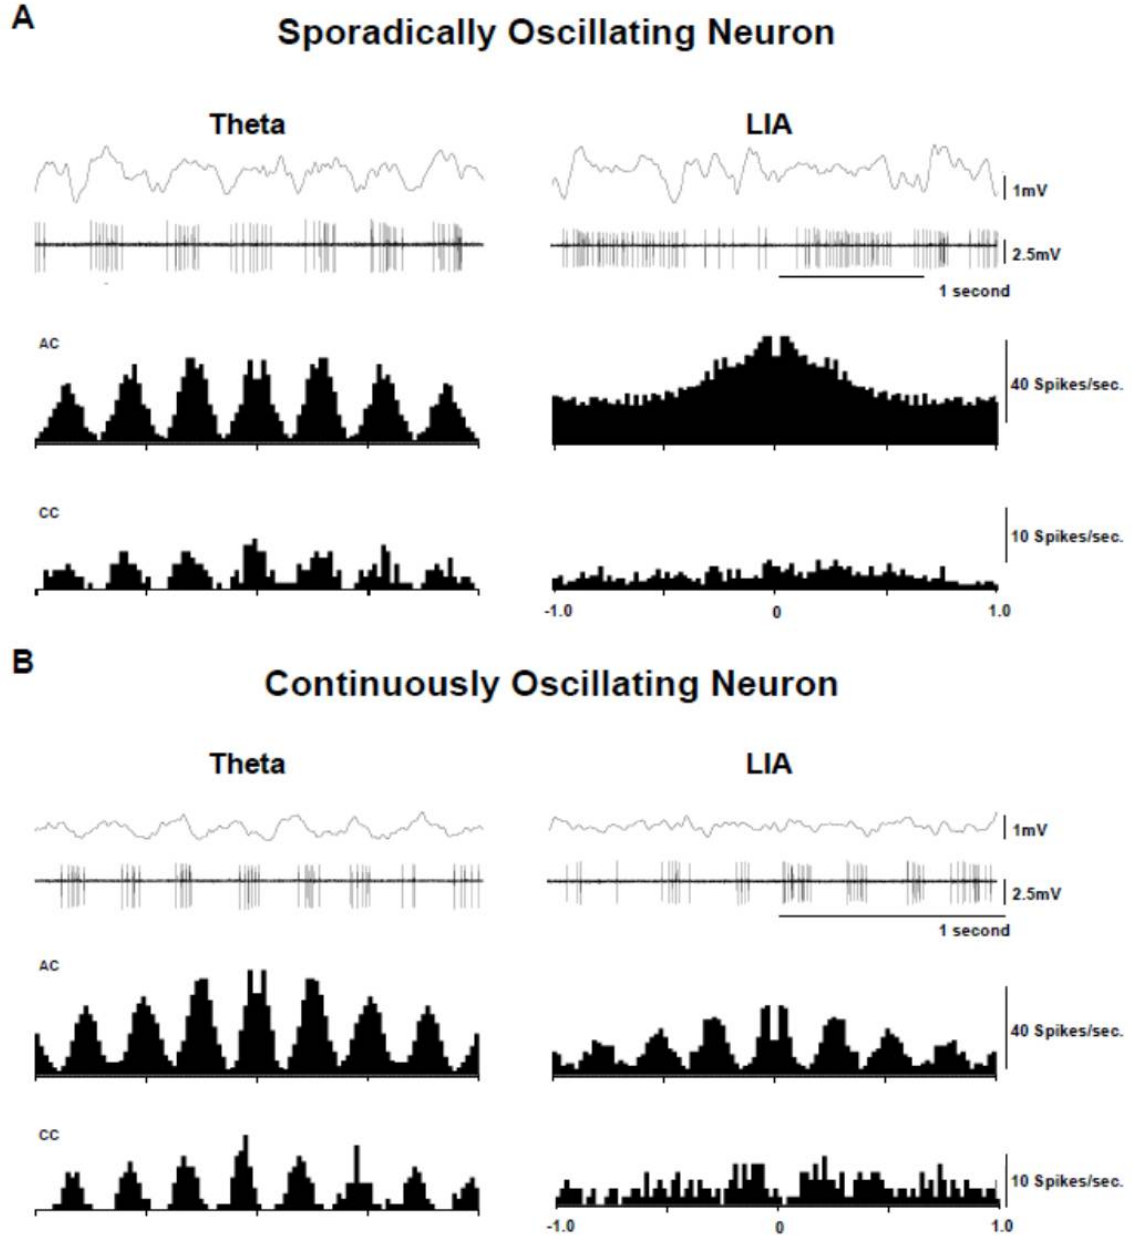 A
Sporadically Oscillating Neuron
Theta
LIA
1mV
2.5mV
1 second
AC
40 Spikes/sec.
CC
10 Spikes/sec.
-1.0
0
1.0
B
Continuously Oscillating Neuron
Theta
LIA
1mV
2.5mV
1 second
AC
40 Spikes/sec.
CC
10 Spikes/sec.
-1.0
0
1.0